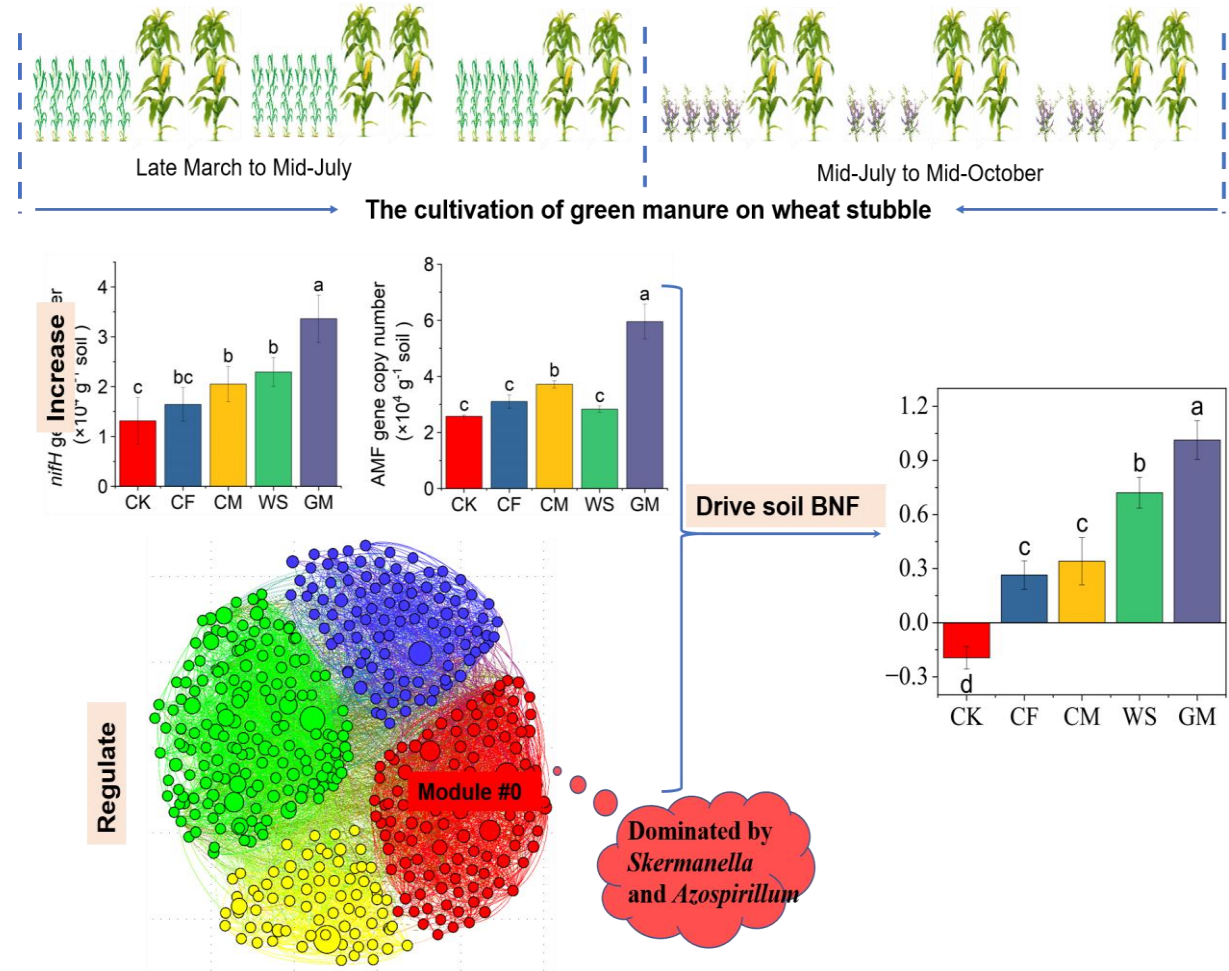 Late March to Mid-July
Mid-July to Mid-October
The cultivation of green manure on wheat stubble
Increase
nifH ge
er
(×10⁴ g⁻¹ soil )
4
3
2
1
0
c
bc
b
b
a
CK CF CM WS GM
AMF gene copy number
(×10⁴ g⁻¹ soil )
8
6
4
2
0
c
c
b
c
a
CK CF CM WS GM
Drive soil BNF
1.2
0.9
0.6
0.3
0.0
−0.3
d
c
c
b
a
CK CF CM WS GM
Regulate
Module #0
Dominated by
Skermanella
and Azospirillum